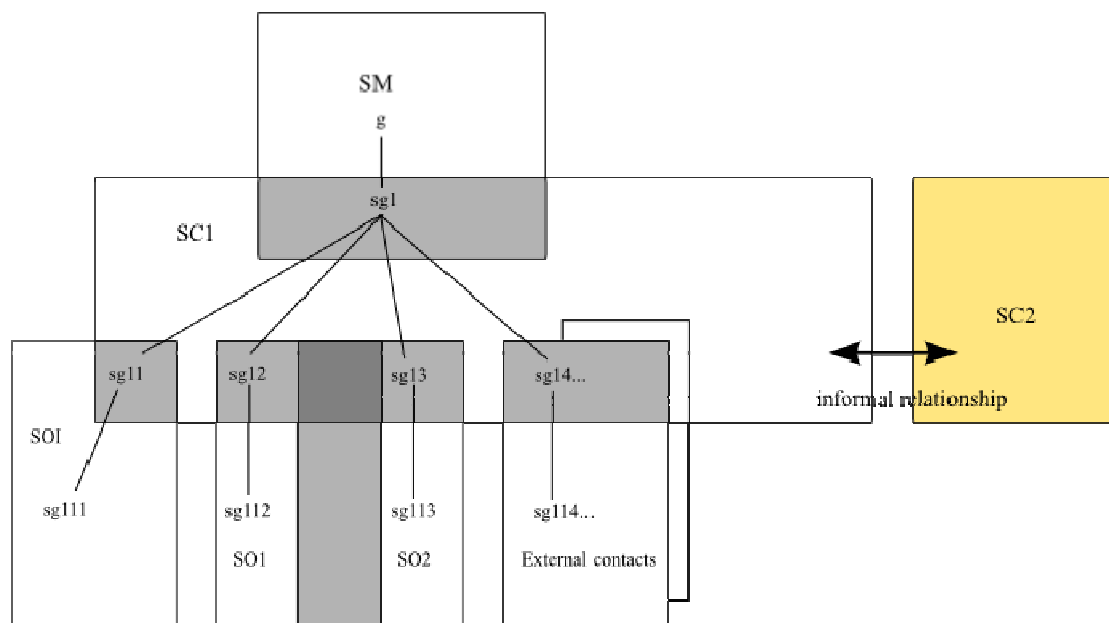 SM
g
sg1
SC1
SC2
sg11
sg12
sg13
sg14...
informal relationship
SOI
sg111
sg112
sg113
sg114...
SO1
SO2
External contacts